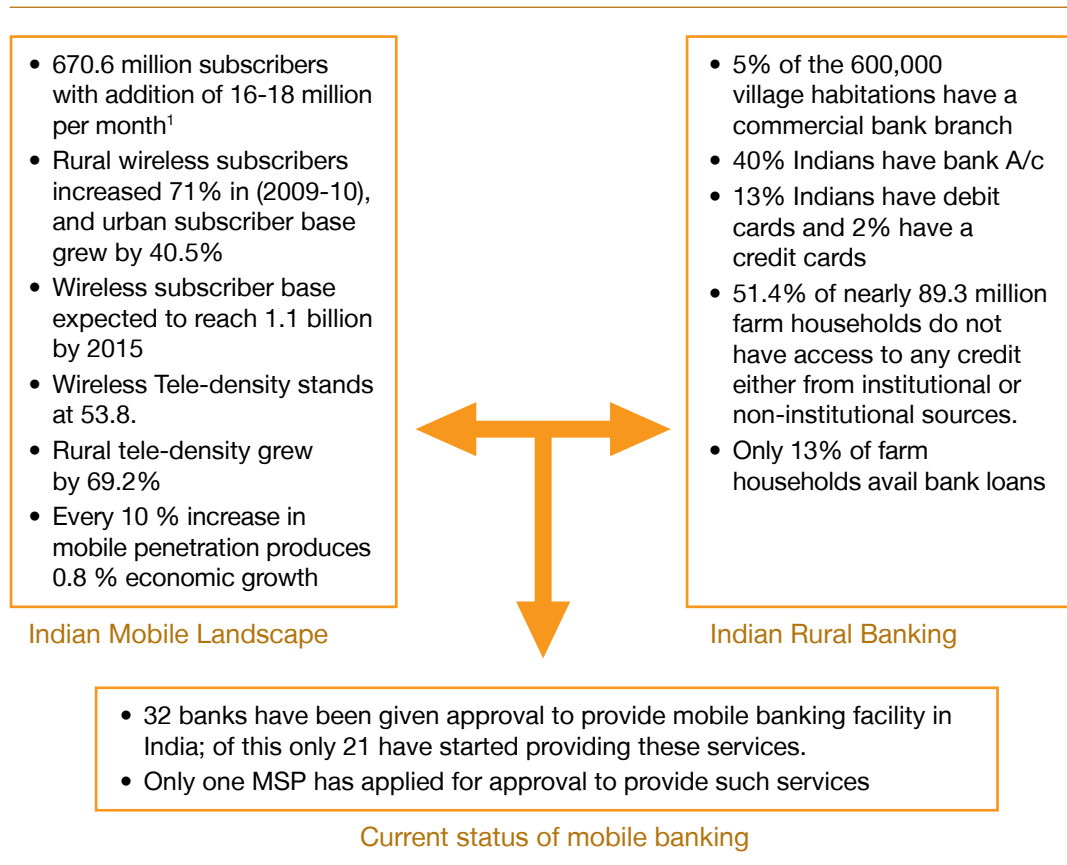 • 670.6 million subscribers
with addition of 16-18 million
per month¹
• Rural wireless subscribers
increased 71% in (2009-10),
and urban subscriber base
grew by 40.5%
• Wireless subscriber base
expected to reach 1.1 billion
by 2015
• Wireless Tele-density stands
at 53.8.
• Rural tele-density grew
by 69.2%
• Every 10 % increase in
mobile penetration produces
0.8 % economic growth
Indian Mobile Landscape
• 5% of the 600,000
village habitations have a
commercial bank branch
• 40% Indians have bank A/c
• 13% Indians have debit
cards and 2% have a
credit cards
• 51.4% of nearly 89.3 million
farm households do not
have access to any credit
either from institutional or
non-institutional sources.
• Only 13% of farm
households avail bank loans
Indian Rural Banking
• 32 banks have been given approval to provide mobile banking facility in
India; of this only 21 have started providing these services.
• Only one MSP has applied for approval to provide such services
Current status of mobile banking